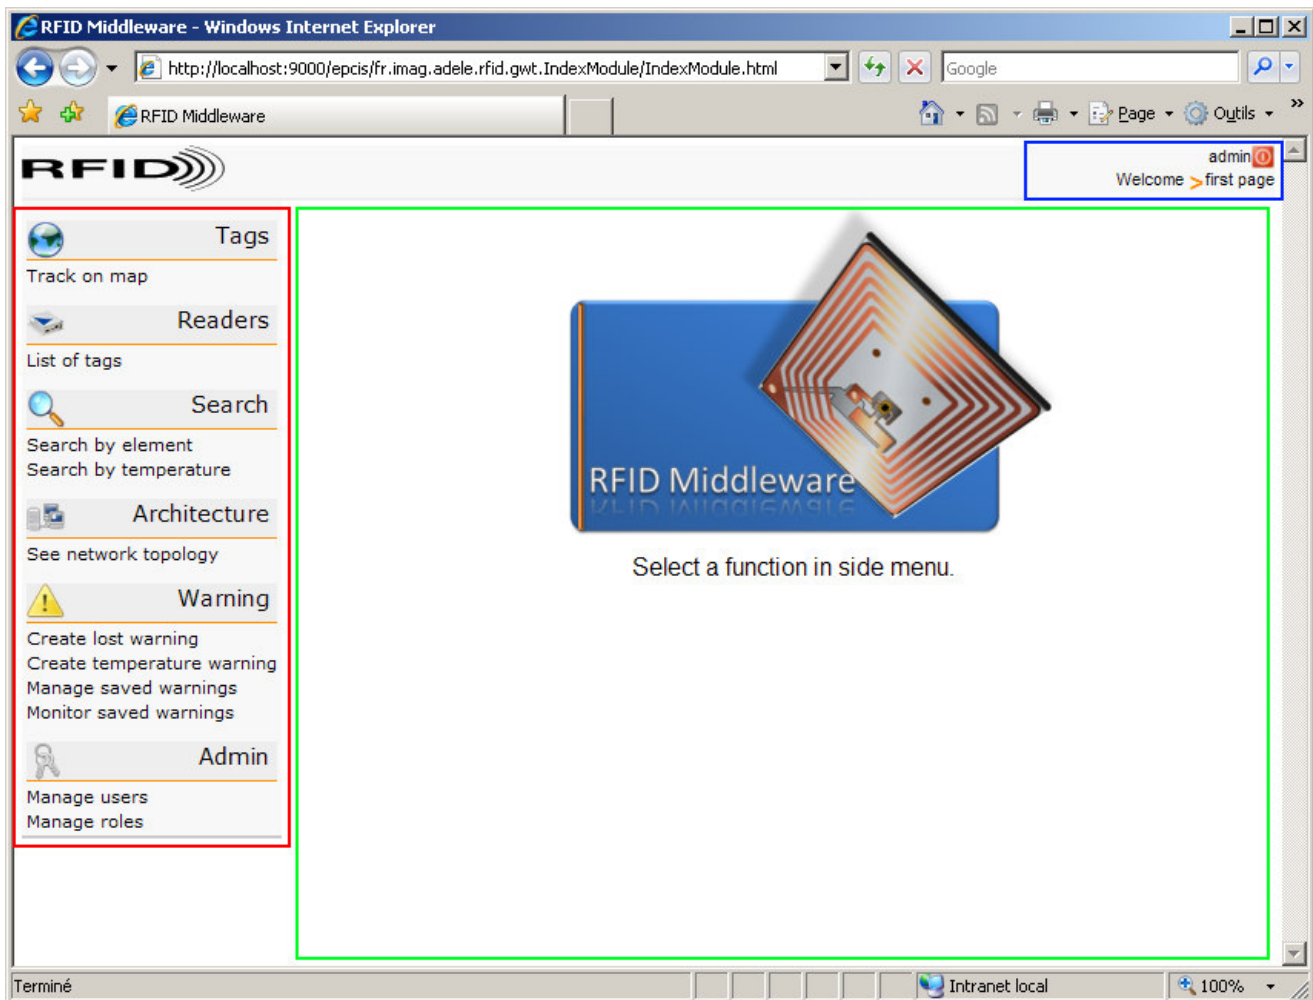 RFID Middleware - Windows Internet Explorer
http://localhost:9000/epcis/fr.imag.adele.rfid.gwt.IndexModule/IndexModule.html
Google
RFID Middleware
Page
Outils
RFID
admin
Welcome > first page
Tags
Track on map
Readers
List of tags
Search
Search by element
Search by temperature
Architecture
See network topology
Warning
Create lost warning
Create temperature warning
Manage saved warnings
Monitor saved warnings
Admin
Manage users
Manage roles
RFID Middleware
Select a function in side menu.
Terminé
Intranet local
100%